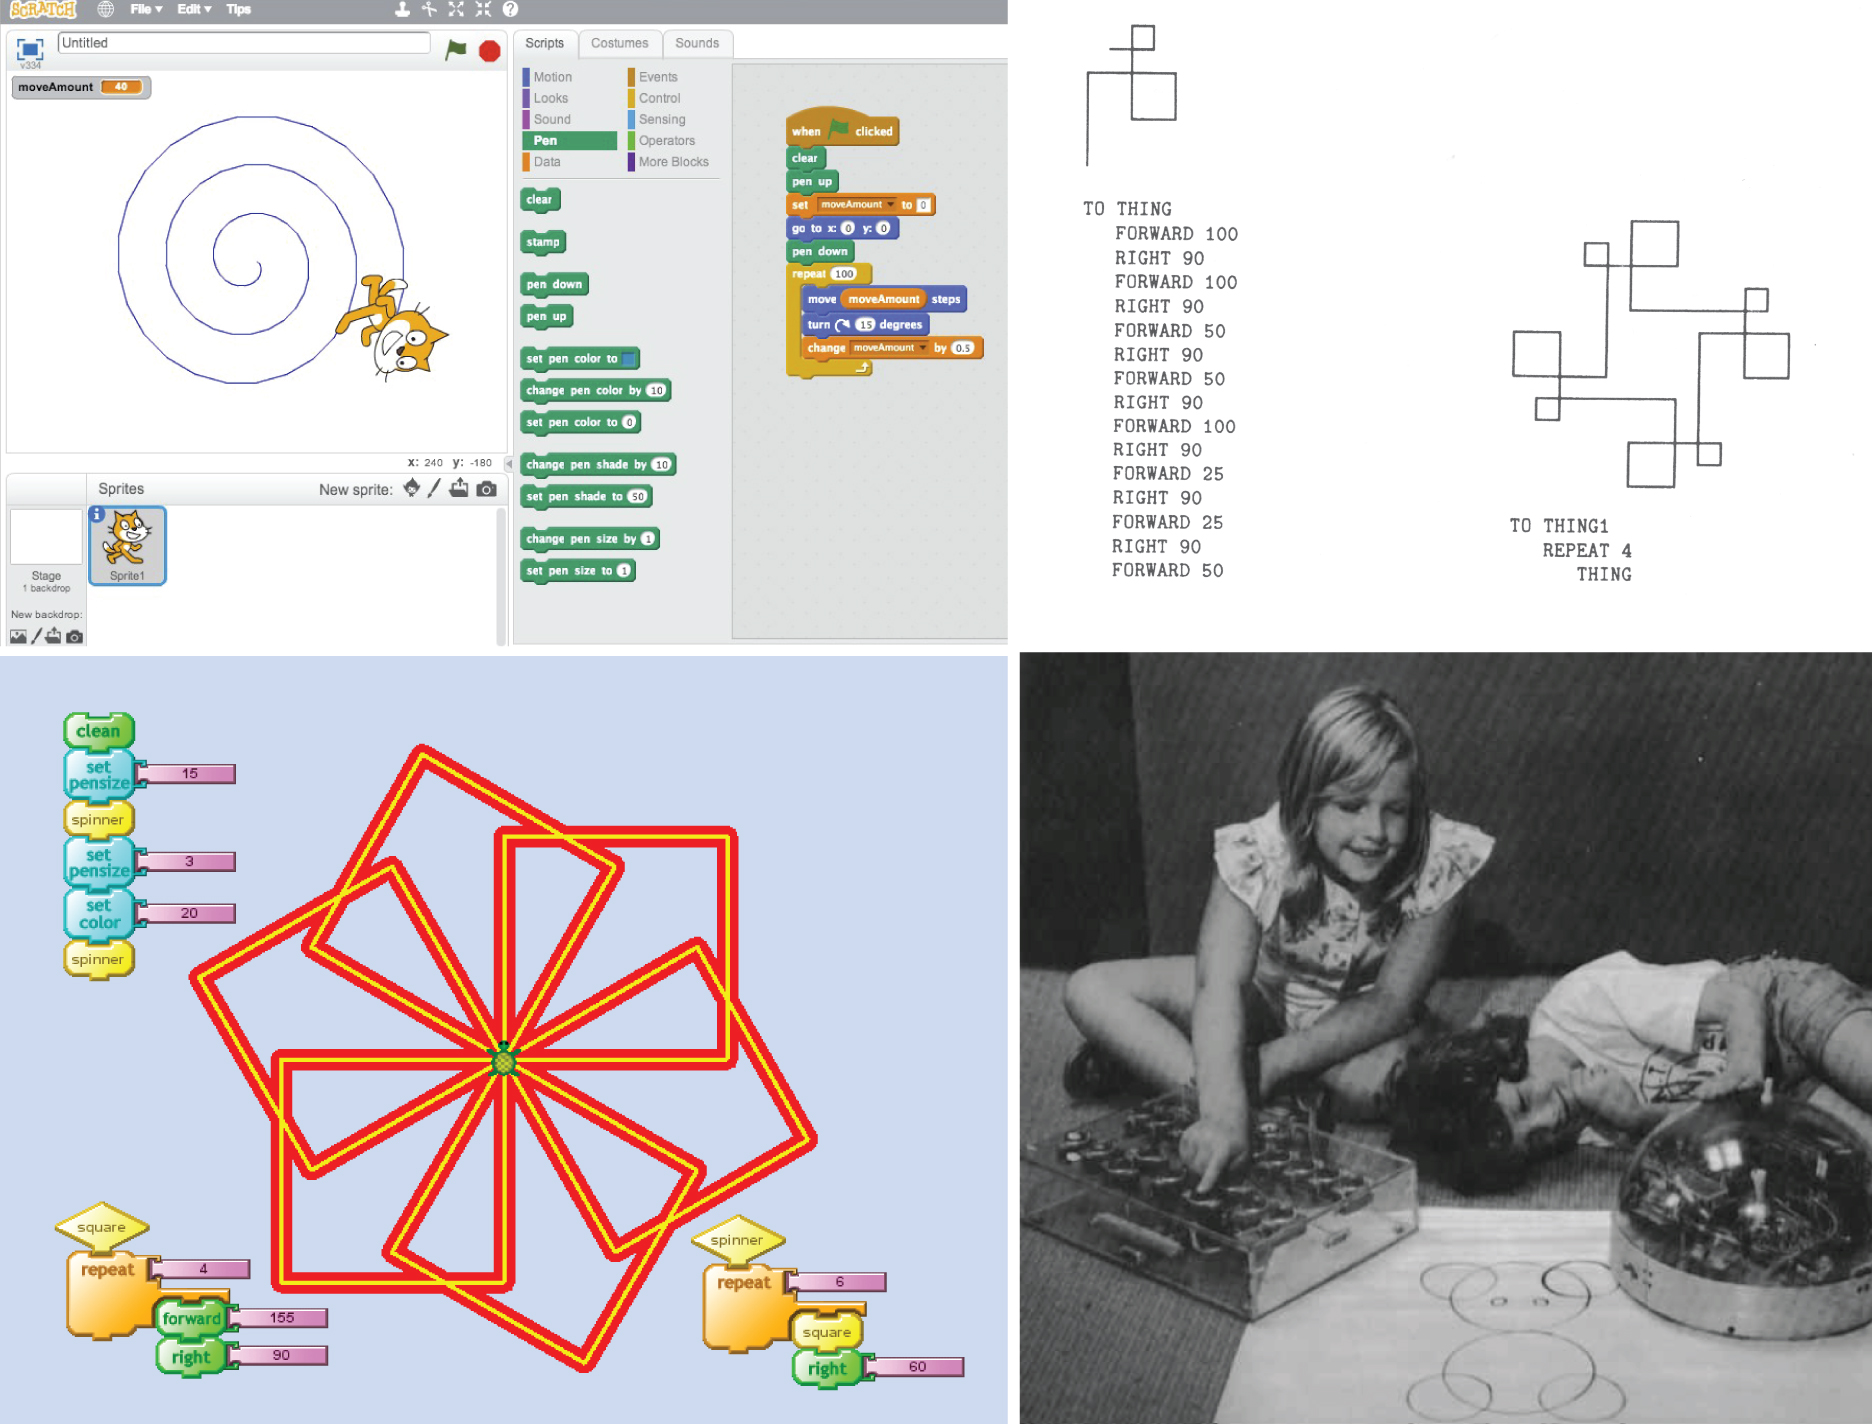 SCRATCH File Edit Tips
Untitled
v334
moveAmount 40
x: 240 y: -180
Sprites New sprite:
Sprite1
Stage
1 backdrop
New backdrop:
Scripts Costumes Sounds
Motion Events
Looks Control
Sound Sensing
Pen Operators
Data More Blocks
clear
stamp
pen down
pen up
set pen color to
change pen color by 10
set pen color to 0
change pen shade by 10
set pen shade to 50
change pen size by 1
set pen size to 1
when clicked
clear
pen up
set moveAmount to 0
go to x: 0 y: 0
pen down
repeat 100
move moveAmount steps
turn 15 degrees
change moveAmount by 0.5
TO THING
FORWARD 100
RIGHT 90
FORWARD 100
RIGHT 90
FORWARD 50
RIGHT 90
FORWARD 50
RIGHT 90
FORWARD 100
RIGHT 90
FORWARD 25
RIGHT 90
FORWARD 25
RIGHT 90
FORWARD 50
TO THING1
REPEAT 4
THING
clean
set
pensize 15
spinner
set
pensize 3
set
color 20
spinner
square
repeat 4
forward 155
right 90
spinner
repeat 6
square
right 60